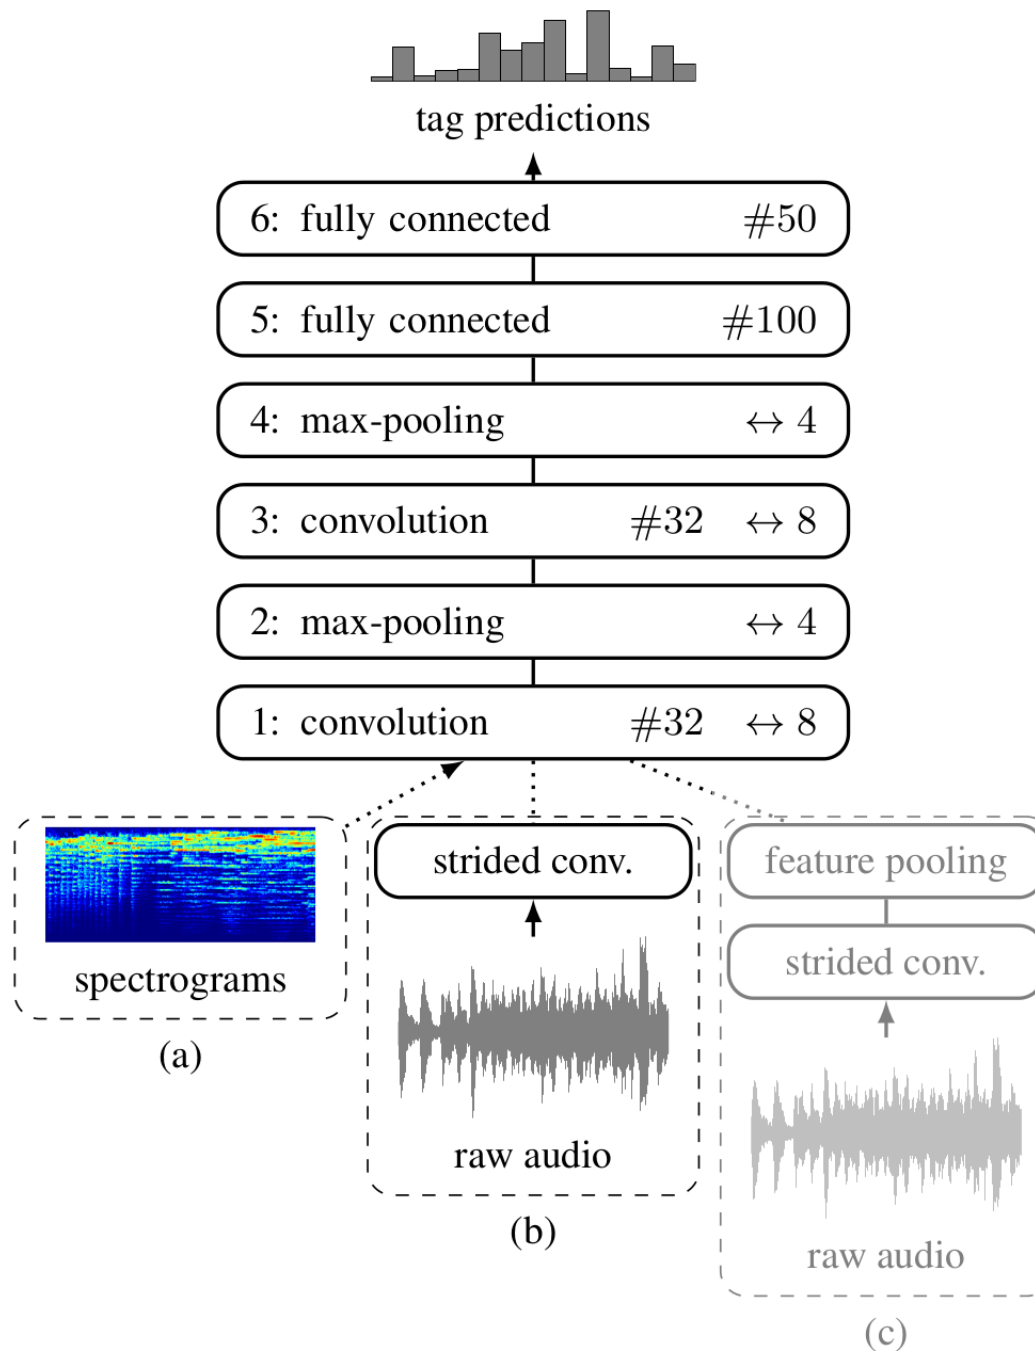 tag predictions
6: fully connected #50
5: fully connected #100
4: max-pooling ↔ 4
3: convolution #32 ↔ 8
2: max-pooling ↔ 4
1: convolution #32 ↔ 8
spectrograms
(a)
strided conv.
raw audio
(b)
feature pooling
strided conv.
raw audio
(c)